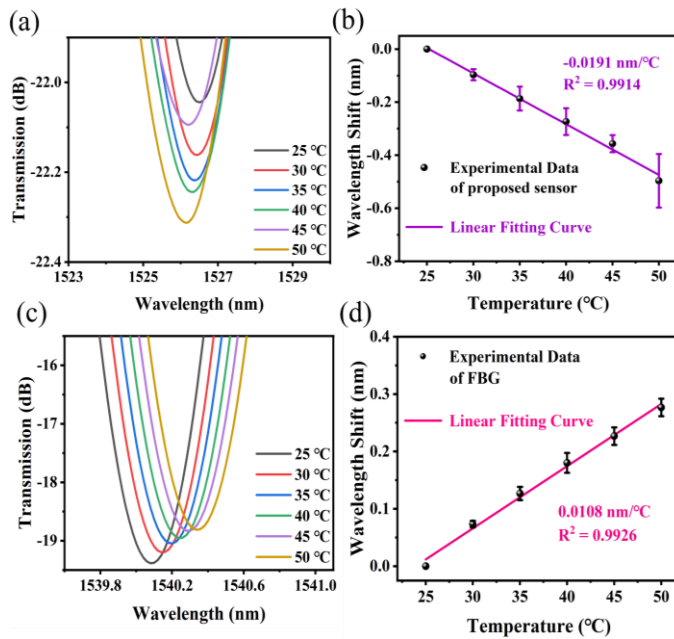 (a)
Transmission (dB)
-22.0
-22.2
-22.4
25 ℃
30 ℃
35 ℃
40 ℃
45 ℃
50 ℃
1523 1525 1527 1529
Wavelength (nm)
(b)
Wavelength Shift (nm)
0.0
-0.2
-0.4
-0.6
-0.8
-0.0191 nm/℃
R² = 0.9914
Experimental Data
of proposed sensor
Linear Fitting Curve
25 30 35 40 45 50
Temperature (℃)
(c)
Transmission (dB)
-16
-17
-18
-19
25 ℃
30 ℃
35 ℃
40 ℃
45 ℃
50 ℃
1539.8 1540.2 1540.6 1541.0
Wavelength (nm)
(d)
Wavelength Shift (nm)
0.3
0.2
0.1
0.0
Experimental Data
of FBG
Linear Fitting Curve
0.0108 nm/℃
R² = 0.9926
25 30 35 40 45 50
Temperature (℃)